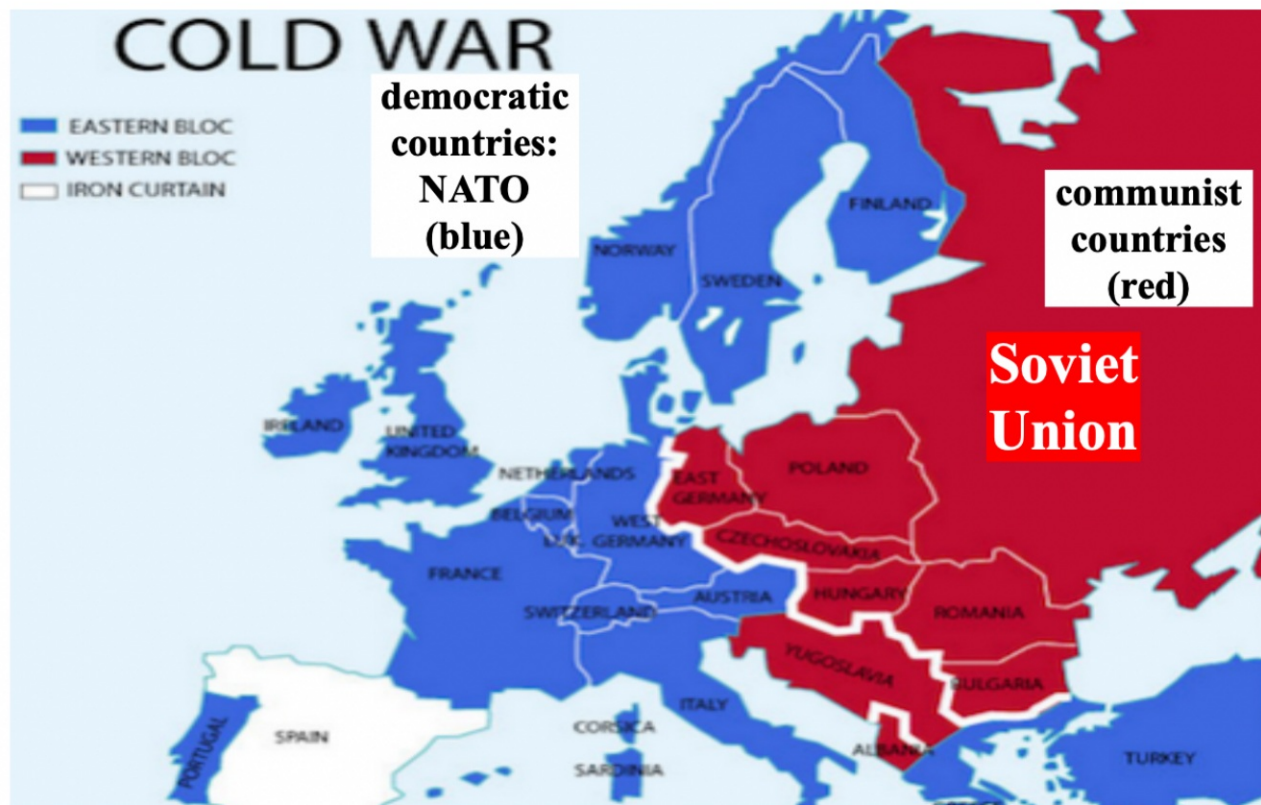 COLD WAR
EASTERN BLOC
WESTERN BLOC
IRON CURTAIN
democratic
countries:
NATO
(blue)
communist
countries
(red)
Soviet
Union
FINLAND
NORWAY
SWEDEN
IRELAND
UNITED
KINGDOM
NETHERLANDS
BELGIUM
LUX.
WEST
GERMANY
EAST
GERMANY
POLAND
CZECHOSLOVAKIA
FRANCE
SWITZERLAND
AUSTRIA
HUNGARY
ROMANIA
YUGOSLAVIA
BULGARIA
ITALY
CORSICA
SARDINIA
ALBANIA
PORTUGAL
SPAIN
TURKEY
GREECE